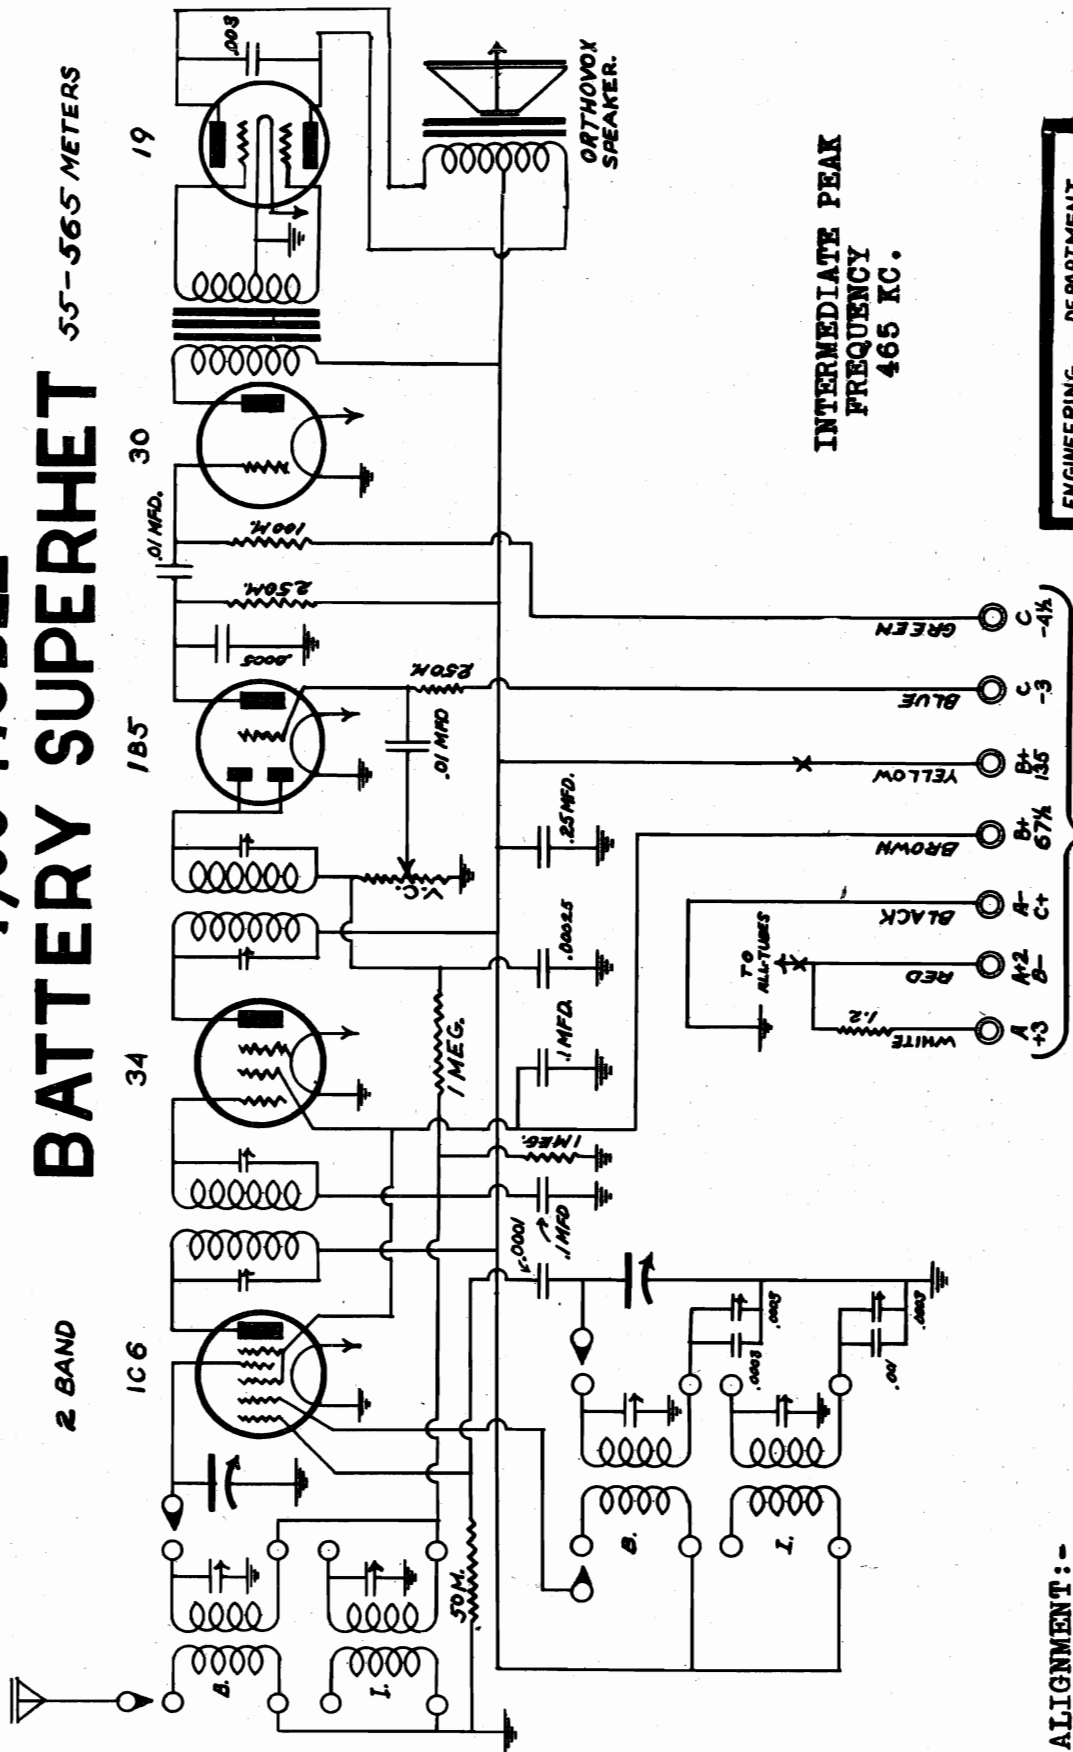 BATTERY SUPERHET
55-565 METERS
2 BAND
1C6
34
1B5
30
19
.003
.01 MFD.
100 M.
250M.
.0005
250M.
.01 MFD
V.C.
.25 MFD.
.00025
.1 MFD.
1 MEG.
1 MEG.
.1 MFD
.0001
50M.
B.
I.
B.
I.
.0003
.0005
.001
.0003
ORTHOVOX
SPEAKER.
INTERMEDIATE PEAK
FREQUENCY
465 KC.
TO
ALL-TUBES
1.2
WHITE
RED
BLACK
BROWN
YELLOW
BLUE
GREEN
A
+3
A+2
B-
A-
C+
B+
67½
B+
135
C
-3
C
-4½
ENGINEERING DEPARTMENT
ALIGNMENT:-